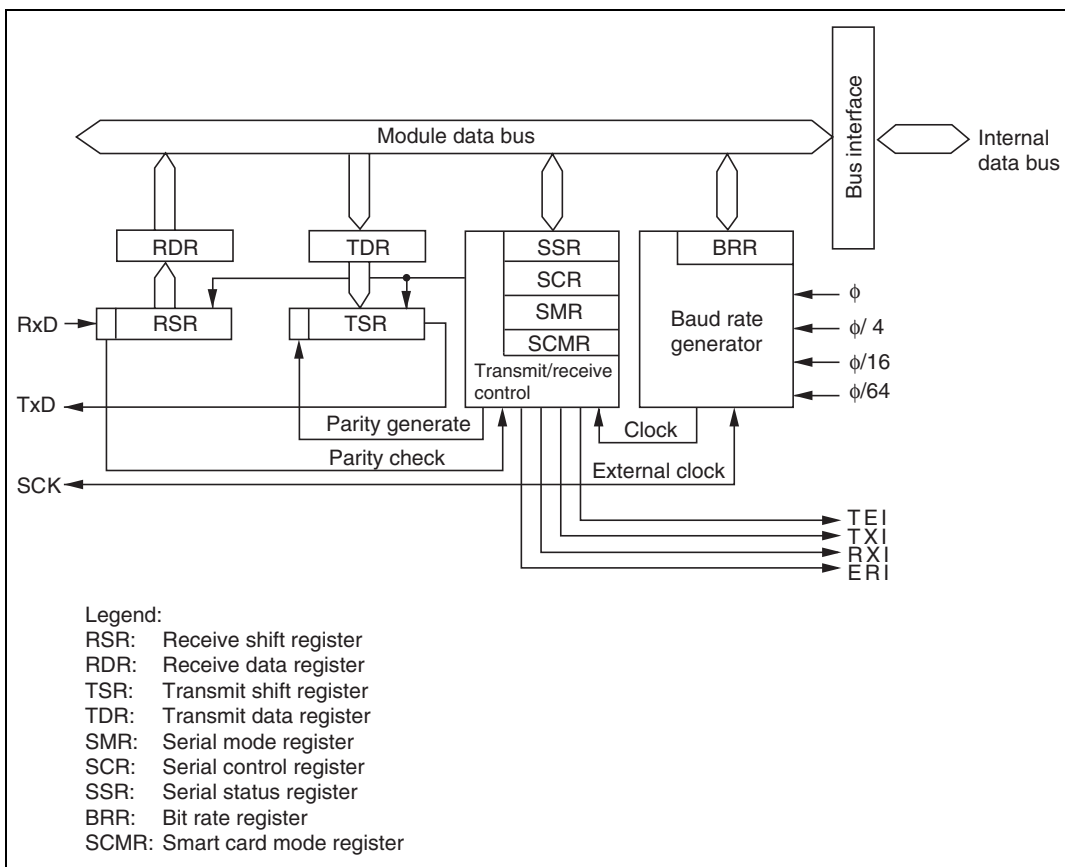 Bus interface
Module data bus
Internal
data bus
RDR
TDR
SSR
BRR
SCR
RxD
RSR
TSR
SMR
Baud rate
generator
SCMR
Transmit/receive
control
ϕ
ϕ/ 4
ϕ/16
ϕ/64
TxD
Parity generate
Clock
Parity check
External clock
SCK
TEI
TXI
RXI
ERI
Legend:
RSR: Receive shift register
RDR: Receive data register
TSR: Transmit shift register
TDR: Transmit data register
SMR: Serial mode register
SCR: Serial control register
SSR: Serial status register
BRR: Bit rate register
SCMR: Smart card mode register